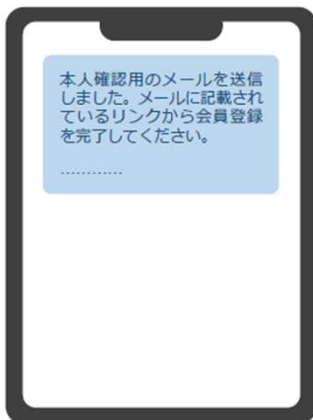 本人確認用のメールを送信
しました。メールに記載され
ているリンクから会員登録
を完了してください。
…………